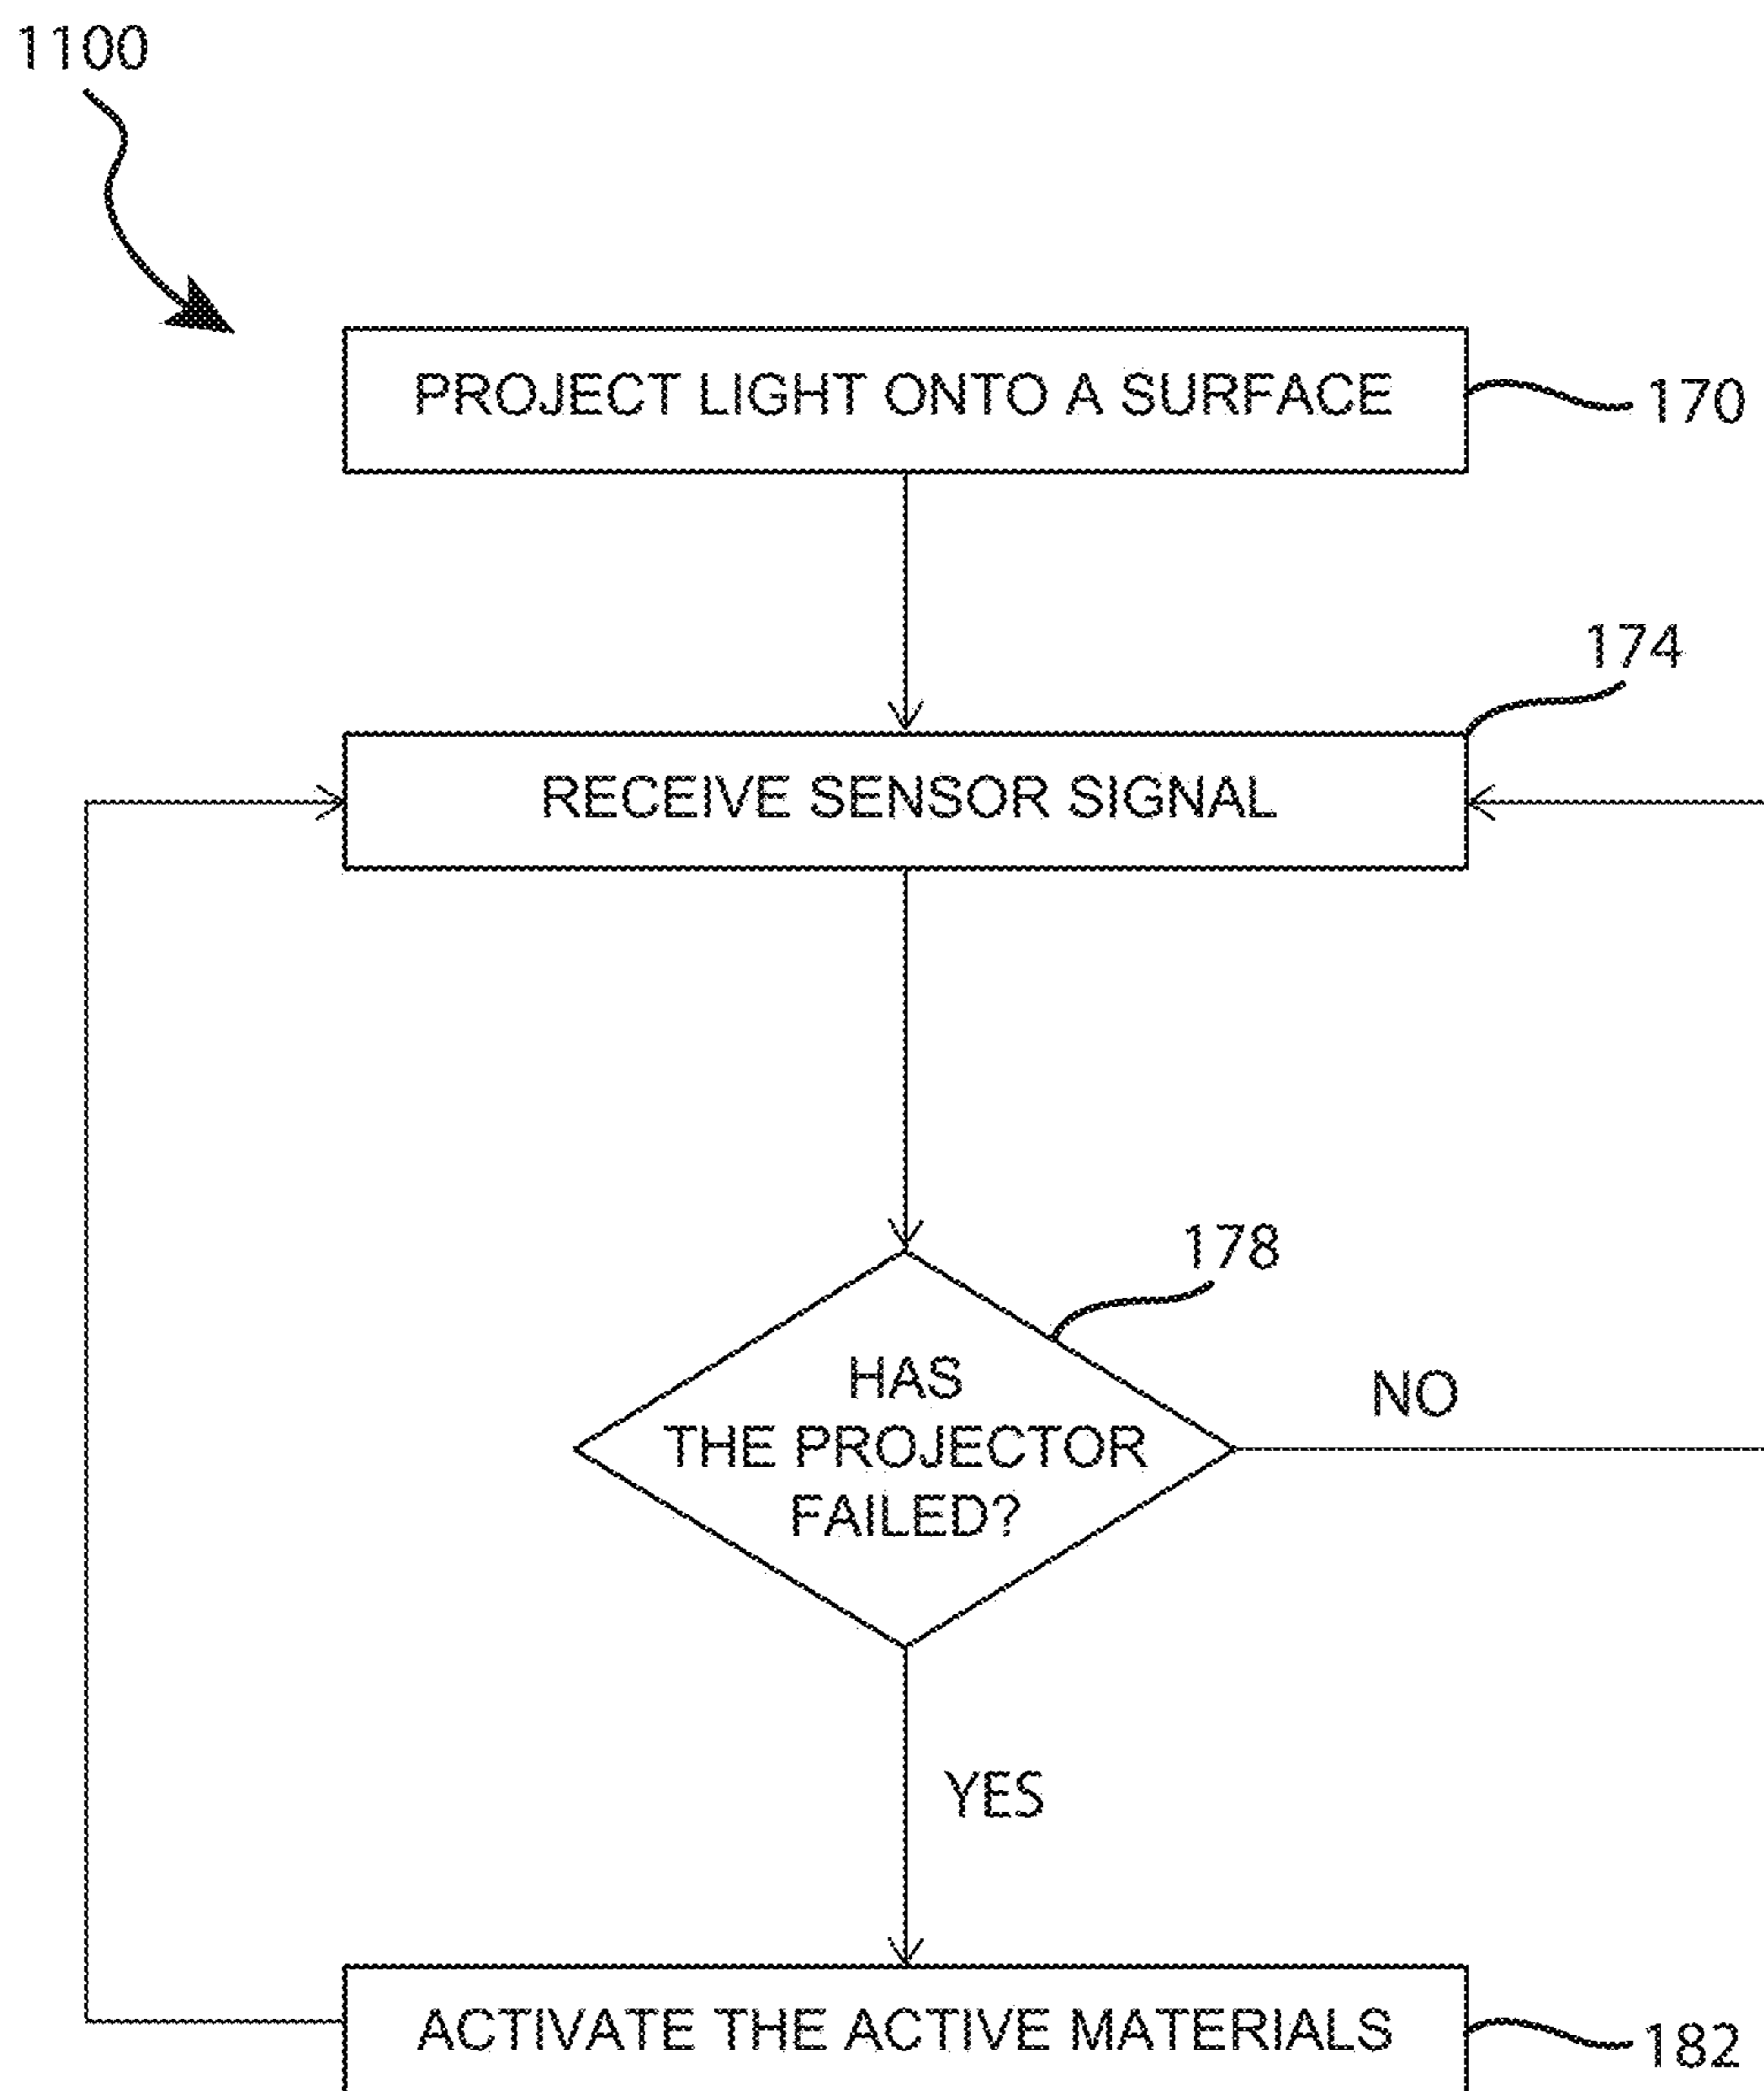 1100
PROJECT LIGHT ONTO A SURFACE
170
174
RECEIVE SENSOR SIGNAL
178
HAS
THE PROJECTOR
FAILED?
NO
YES
ACTIVATE THE ACTIVE MATERIALS
182